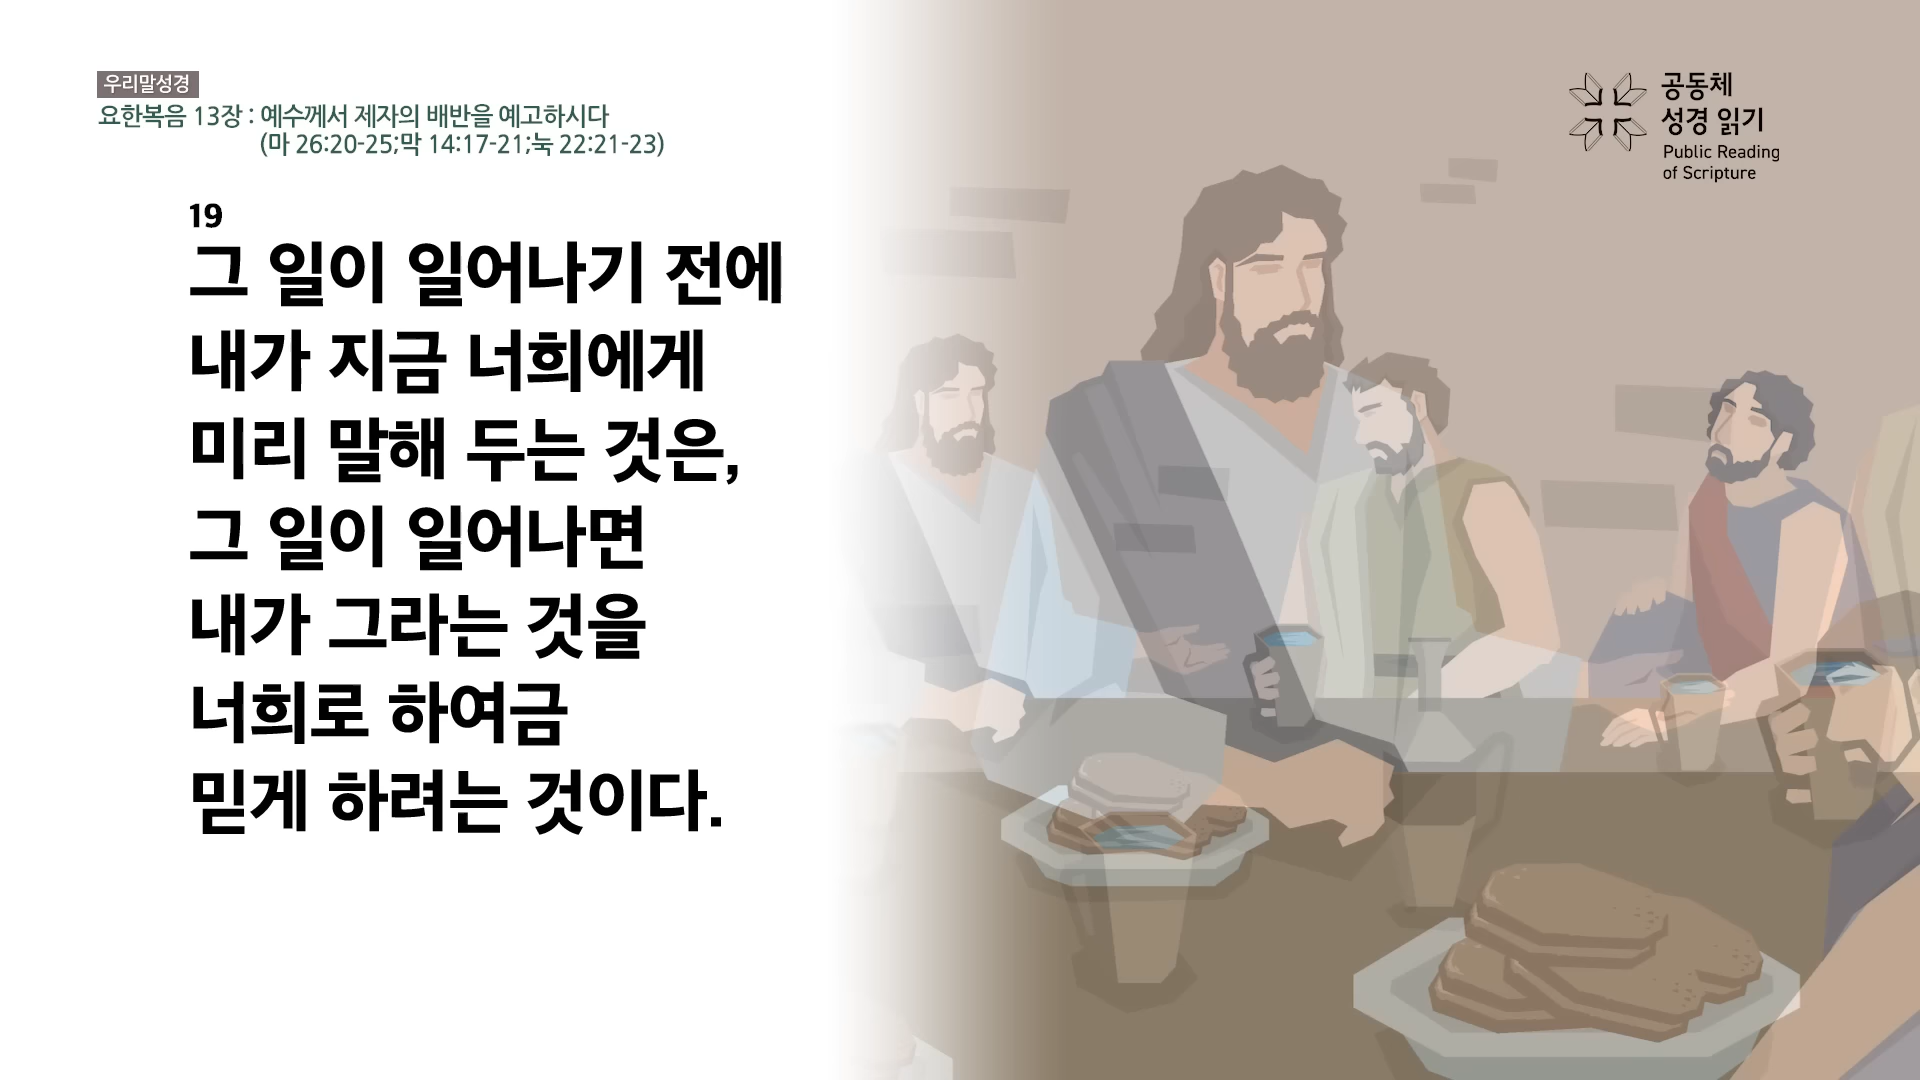 우리말성경
요한복음 13장 : 예수께서 제자의 배반을 예고하시다
(마 26:20-25;막 14:17-21;눅 22:21-23)
공동체
성경 읽기
Public Reading
of Scripture
19
그 일이 일어나기 전에
내가 지금 너희에게
미리 말해 두는 것은,
그 일이 일어나면
내가 그라는 것을
너희로 하여금
믿게 하려는 것이다.